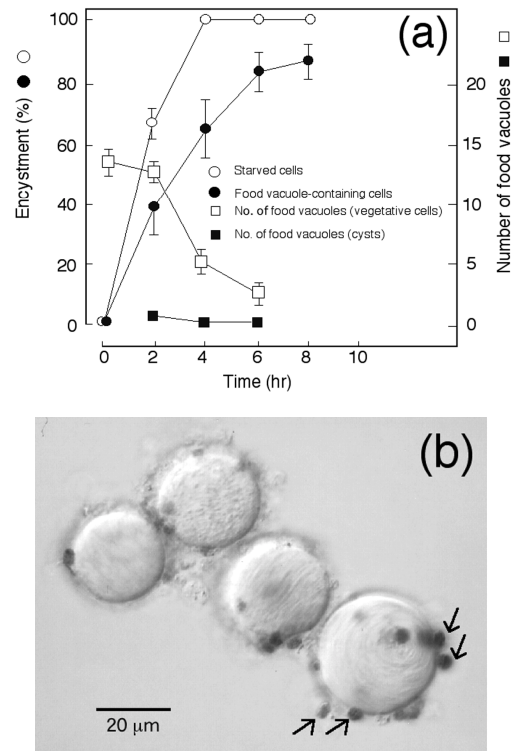 (a)
Encystment (%)
100
80
60
40
20
0
Starved cells
Food vacuole-containing cells
No. of food vacuoles (vegetative cells)
No. of food vacuoles (cysts)
20
15
10
5
0
Number of food vacuoles
0 2 4 6 8 10
Time (hr)
(b)
20 μm